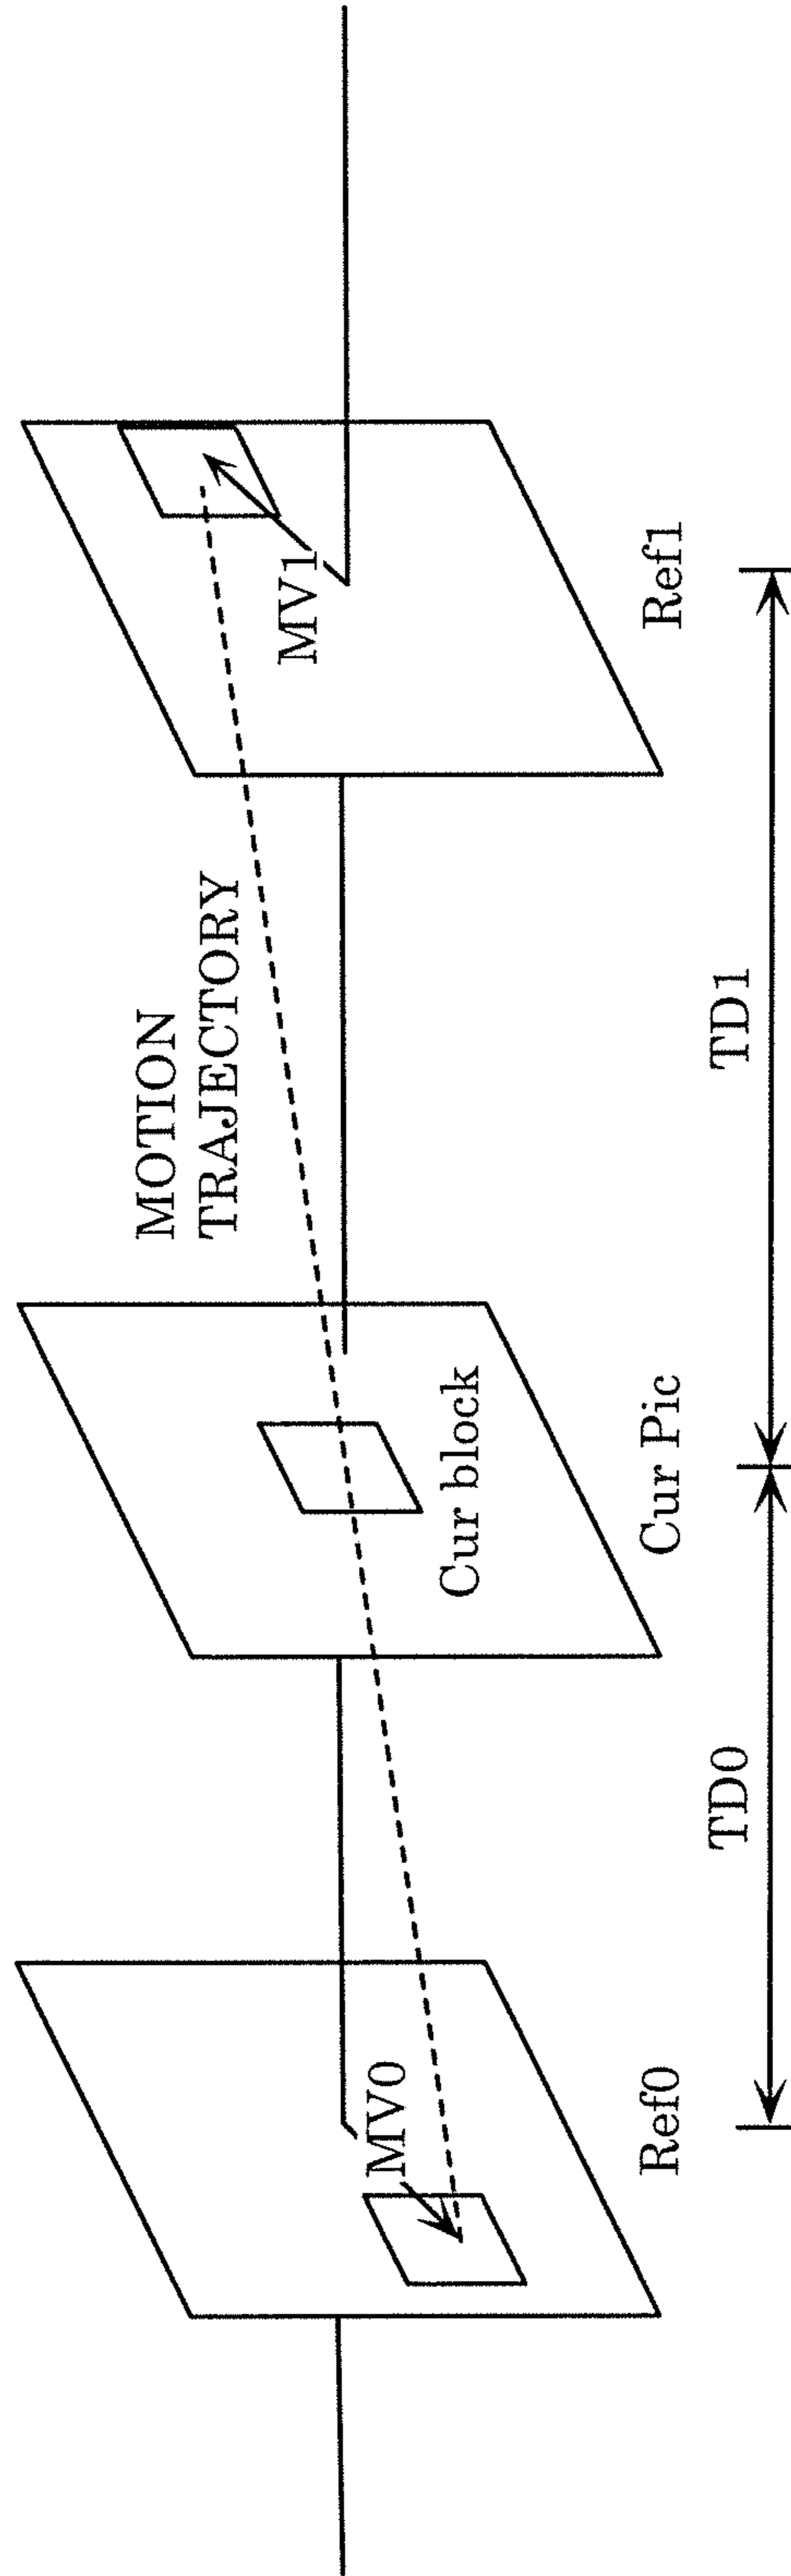 MOTION
TRAJECTORY
MV0
MV1
Cur block
Ref0
Cur Pic
Ref1
TD0
TD1